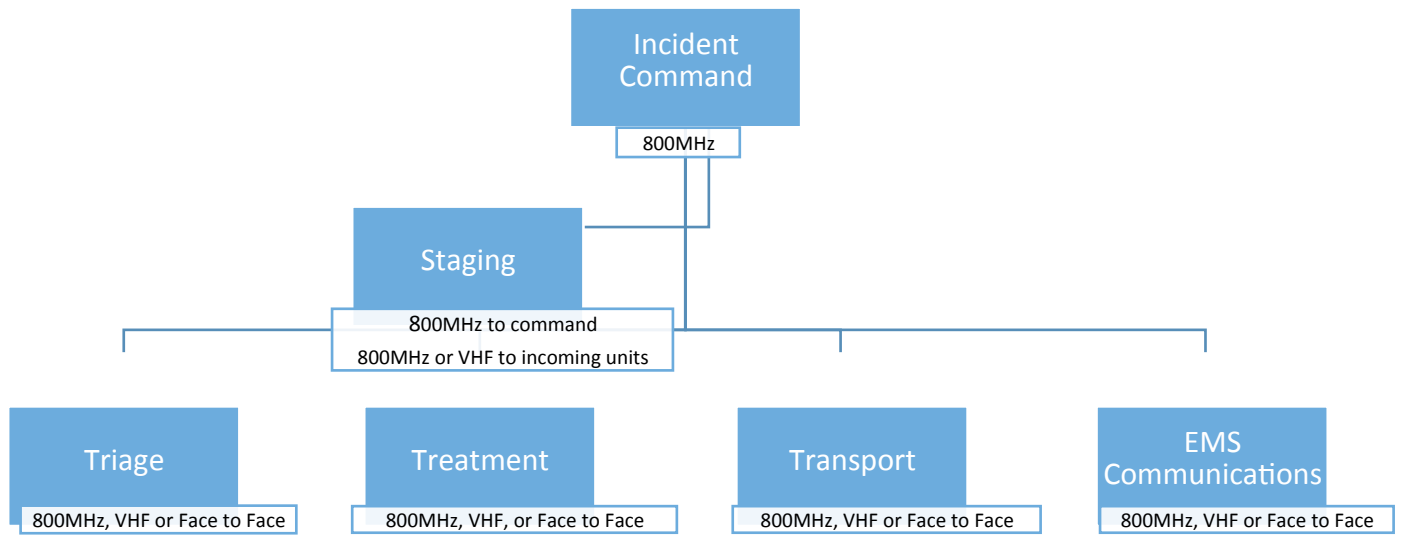 Incident
Command
800MHz
Staging
800MHz to command
800MHz or VHF to incoming units
Triage
800MHz, VHF or Face to Face
Treatment
800MHz, VHF, or Face to Face
Transport
800MHz, VHF or Face to Face
EMS
Communications
800MHz, VHF or Face to Face